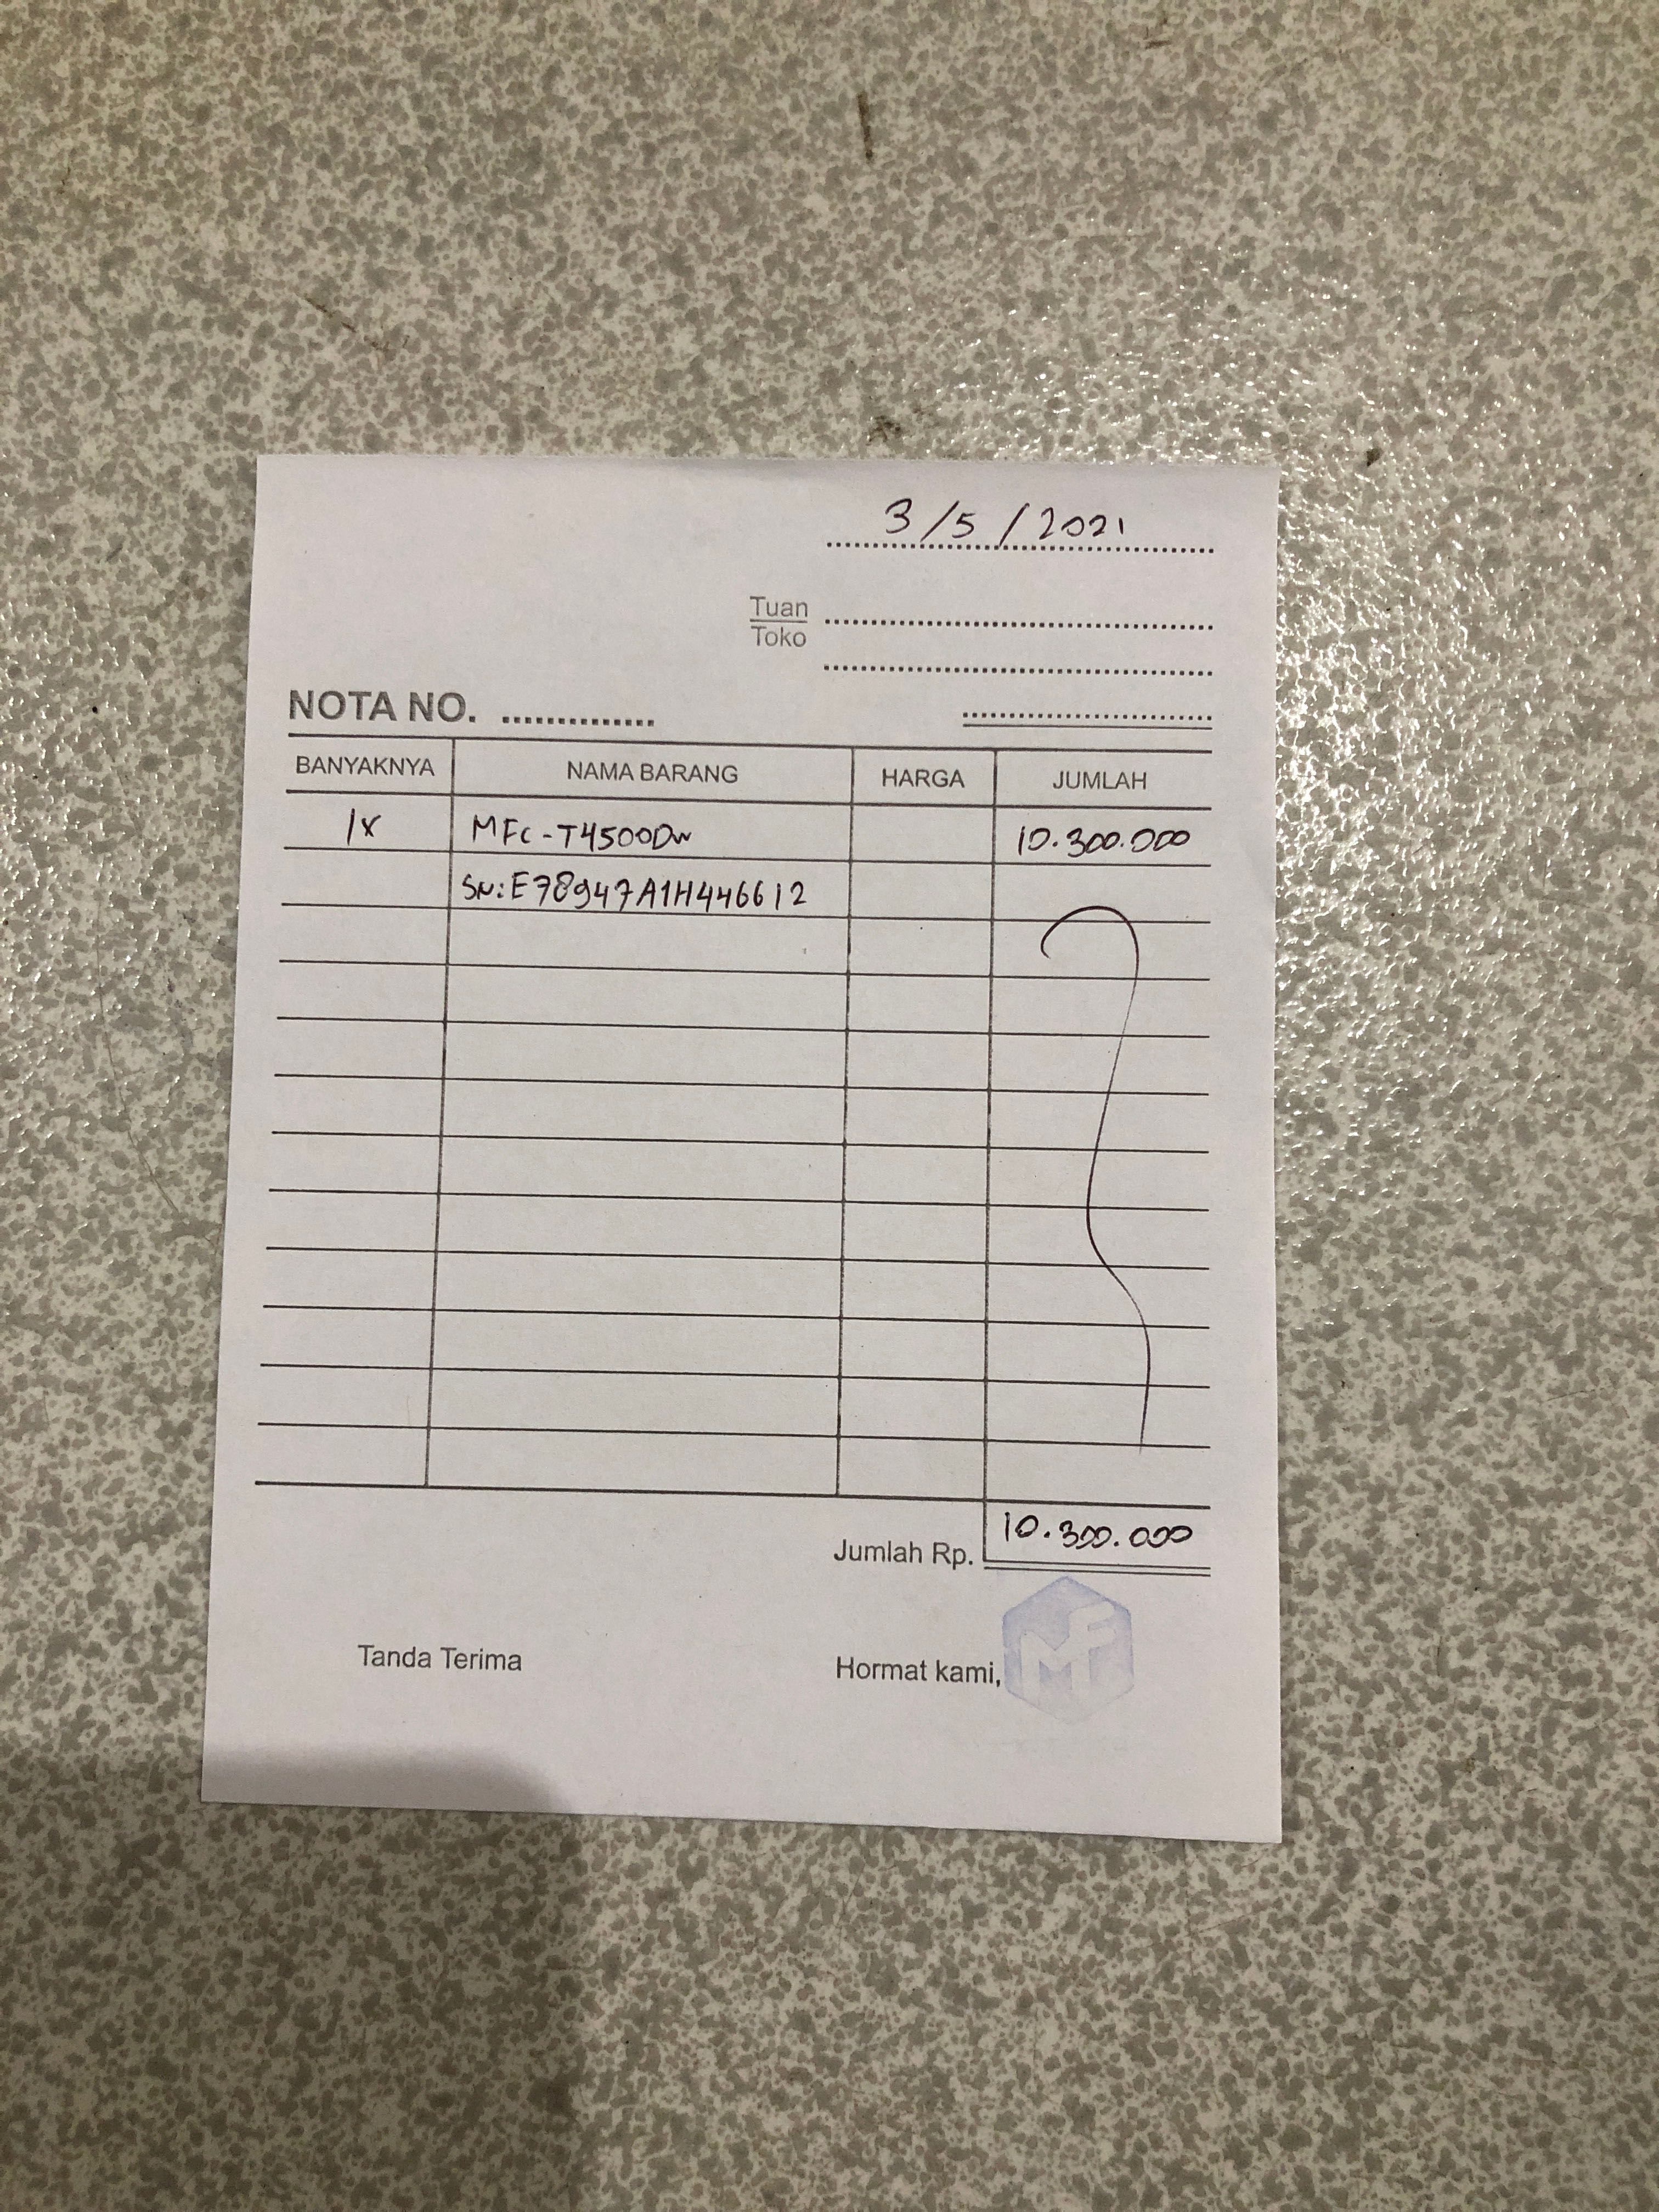 3/5/2021
Tuan
Toko
NOTA NO.
BANYAKNYA NAMA BARANG HARGA JUMLAH
1x MFC-T4500DW 10.300.000
SN: E78947A1H446612
Jumlah Rp. 10.300.000
Tanda Terima Hormat kami,
MF